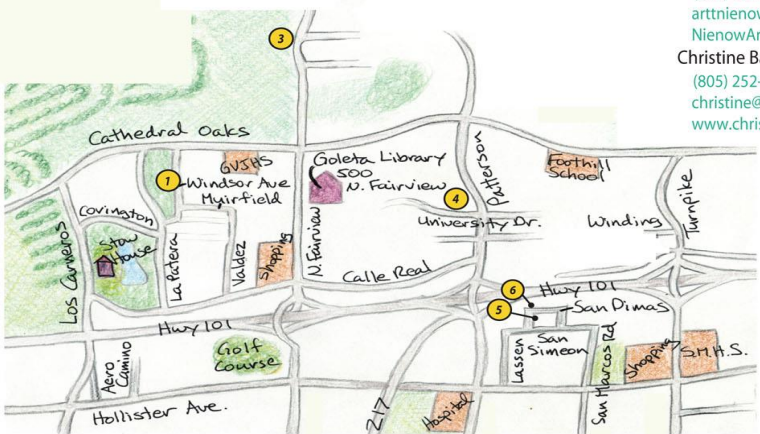 arttnienow
NienowAr
Christine Ba
(805) 252-
christine@
www.chris
3
Cathedral Oaks
GVJHS
Goleta Library
500
N. Fairview
Foothill
School
Patterson
Turnpike
1
Windsor Ave
Muirfield
4
Covington
University Dr.
Winding
Stow
House
Los Carneros
La Patera
Valdez
Shopping
N. Fairview
Calle Real
6
Hwy 101
5
San Dimas
Hwy 101
Aero
Camino
Golf
Course
Lassen
San
Simeon
San Marcos Rd
Shopping
S.M.H.S.
Hollister Ave.
217
Hospital